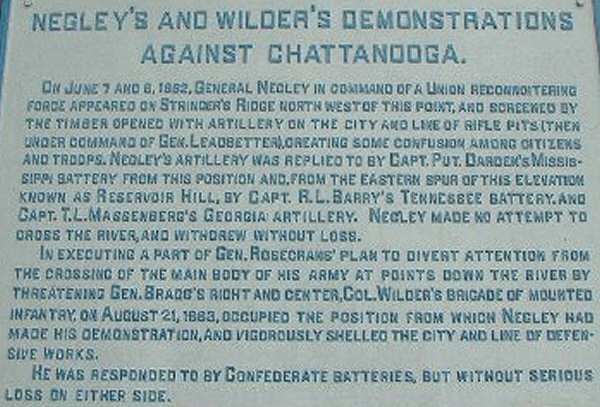 NEGLEY'S AND WILDER'S DEMONSTRATIONS
AGAINST CHATTANOOGA.
ON JUNE 7 AND 8, 1862, GENERAL NEGLEY IN COMMAND OF A UNION RECONNOITERING
FORCE APPEARED ON STRINGER'S RIDGE NORTH WEST OF THIS POINT, AND SCREENED BY
THE TIMBER OPENED WITH ARTILLERY ON THE CITY AND LINE OF RIFLE PITS (THEN
UNDER COMMAND OF GEN. LEADBETTER), CREATING SOME CONFUSION AMONG CITIZENS
AND TROOPS. NEGLEY'S ARTILLERY WAS REPLIED TO BY CAPT. PUT. DARDEN'S MISSIS-
SIPPI BATTERY FROM THIS POSITION AND, FROM THE EASTERN SPUR OF THIS ELEVATION
KNOWN AS RESERVOIR HILL, BY CAPT. R.L. BARRY'S TENNESSEE BATTERY, AND
CAPT. T.L. MASSENBERG'S GEORGIA ARTILLERY. NEGLEY MADE NO ATTEMPT TO
CROSS THE RIVER, AND WITHDREW WITHOUT LOSS.
IN EXECUTING A PART OF GEN. ROSECRANS' PLAN TO DIVERT ATTENTION FROM
THE CROSSING OF THE MAIN BODY OF HIS ARMY AT POINTS DOWN THE RIVER BY
THREATENING GEN. BRAGG'S RIGHT AND CENTER, COL. WILDER'S BRIGADE OF MOUNTED
INFANTRY, ON AUGUST 21, 1863, OCCUPIED THE POSITION FROM WHICH NEGLEY HAD
MADE HIS DEMONSTRATION, AND VIGOROUSLY SHELLED THE CITY AND LINE OF DEFEN-
SIVE WORKS.
HE WAS RESPONDED TO BY CONFEDERATE BATTERIES, BUT WITHOUT SERIOUS
LOSS ON EITHER SIDE.